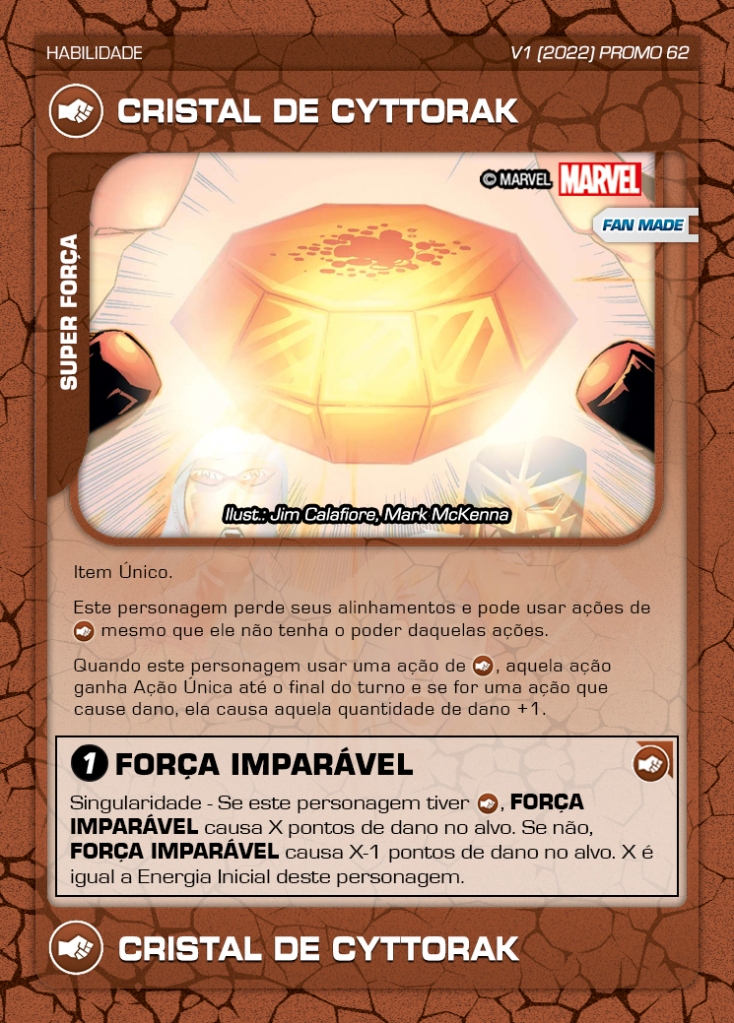 HABILIDADE
V1 (2022) PROMO 62
CRISTAL DE CYTTORAK
© MARVEL MARVEL
FAN MADE
SUPER FORÇA
Ilust.: Jim Calafiore, Mark McKenna
Item Único.
Este personagem perde seus alinhamentos e pode usar ações de
mesmo que ele não tenha o poder daquelas ações.
Quando este personagem usar uma ação de , aquela ação
ganha Ação Única até o final do turno e se for uma ação que
cause dano, ela causa aquela quantidade de dano +1.
1 FORÇA IMPARÁVEL
Singularidade - Se este personagem tiver , FORÇA
IMPARÁVEL causa X pontos de dano no alvo. Se não,
FORÇA IMPARÁVEL causa X-1 pontos de dano no alvo. X é
igual a Energia Inicial deste personagem.
CRISTAL DE CYTTORAK